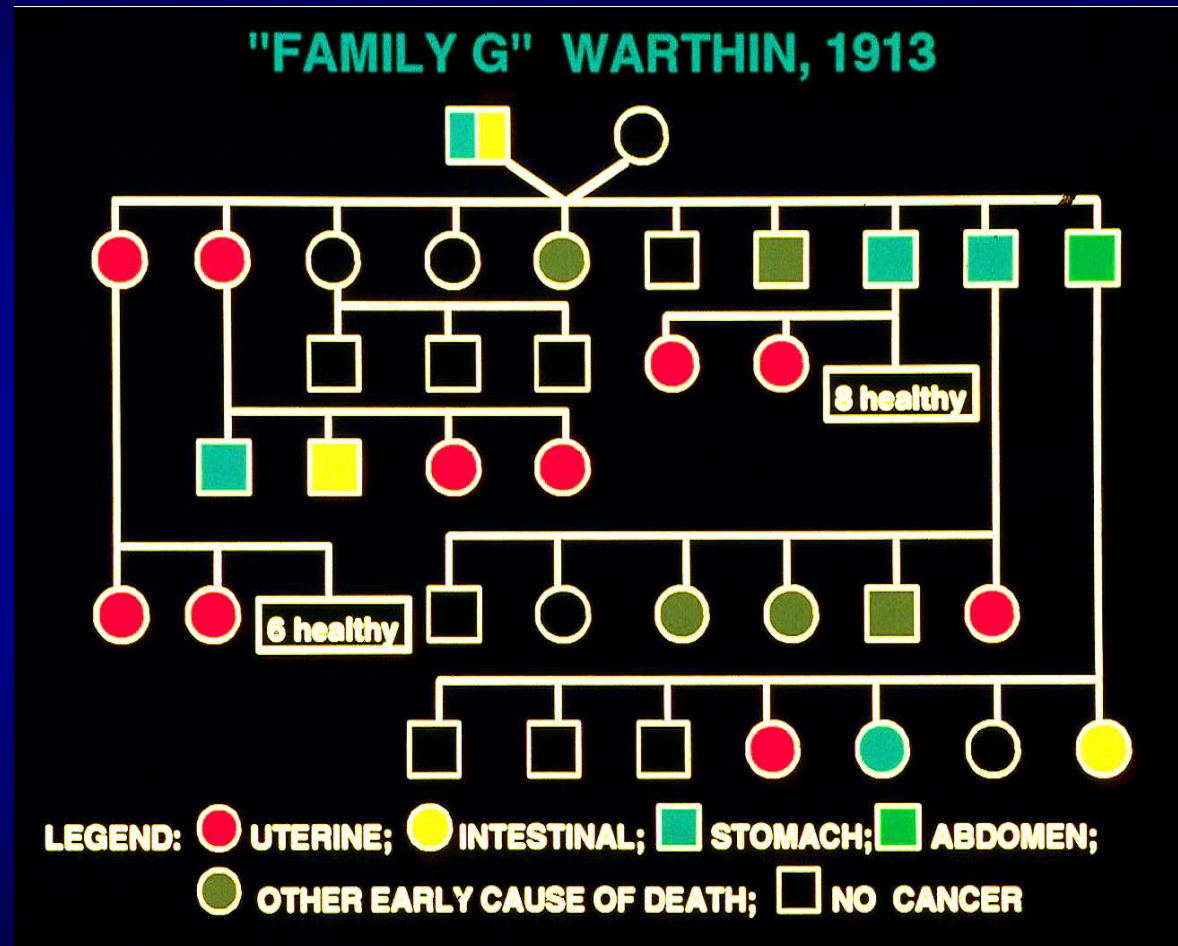 "FAMILY G" WARTHIN, 1913
8 healthy
6 healthy
LEGEND: UTERINE; INTESTINAL; STOMACH; ABDOMEN;
OTHER EARLY CAUSE OF DEATH; NO CANCER